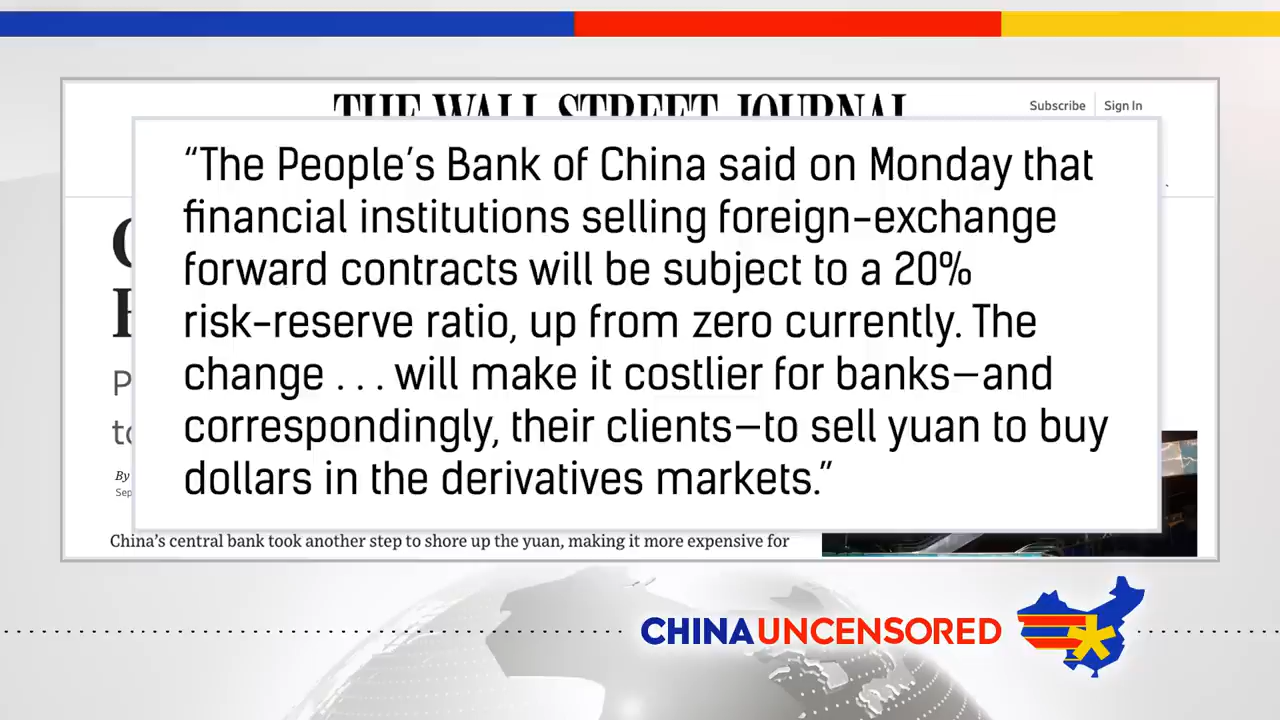 THE WALL STREET JOURNAL
Subscribe
Sign In
“The People’s Bank of China said on Monday that
financial institutions selling foreign-exchange
forward contracts will be subject to a 20%
risk-reserve ratio, up from zero currently. The
change . . . will make it costlier for banks—and
correspondingly, their clients—to sell yuan to buy
dollars in the derivatives markets.”
By
Sep
China’s central bank took another step to shore up the yuan, making it more expensive for
CHINAUNCENSORED